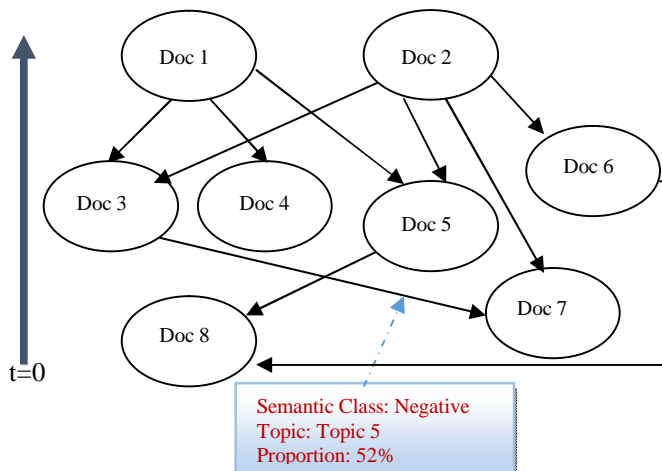 Doc 1
Doc 2
Doc 6
Doc 3
Doc 4
Doc 5
Doc 7
Doc 8
t=0
Semantic Class: Negative
Topic: Topic 5
Proportion: 52%